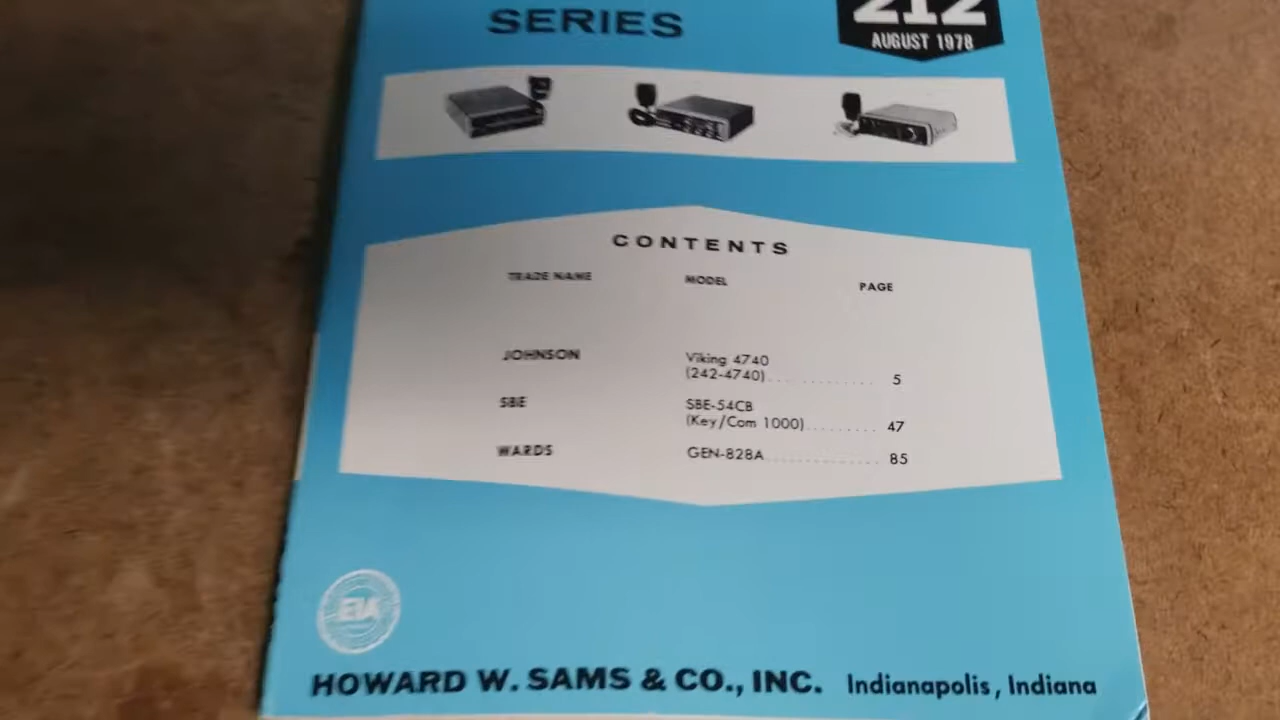 SERIES
212
AUGUST 1978
CONTENTS
TRADE NAME MODEL PAGE
JOHNSON Viking 4740
(242-4740) 5
SBE SBE-54CB
(Key/Com 1000) 47
WARDS GEN-828A 85
EIA
HOWARD W. SAMS & CO., INC. Indianapolis, Indiana